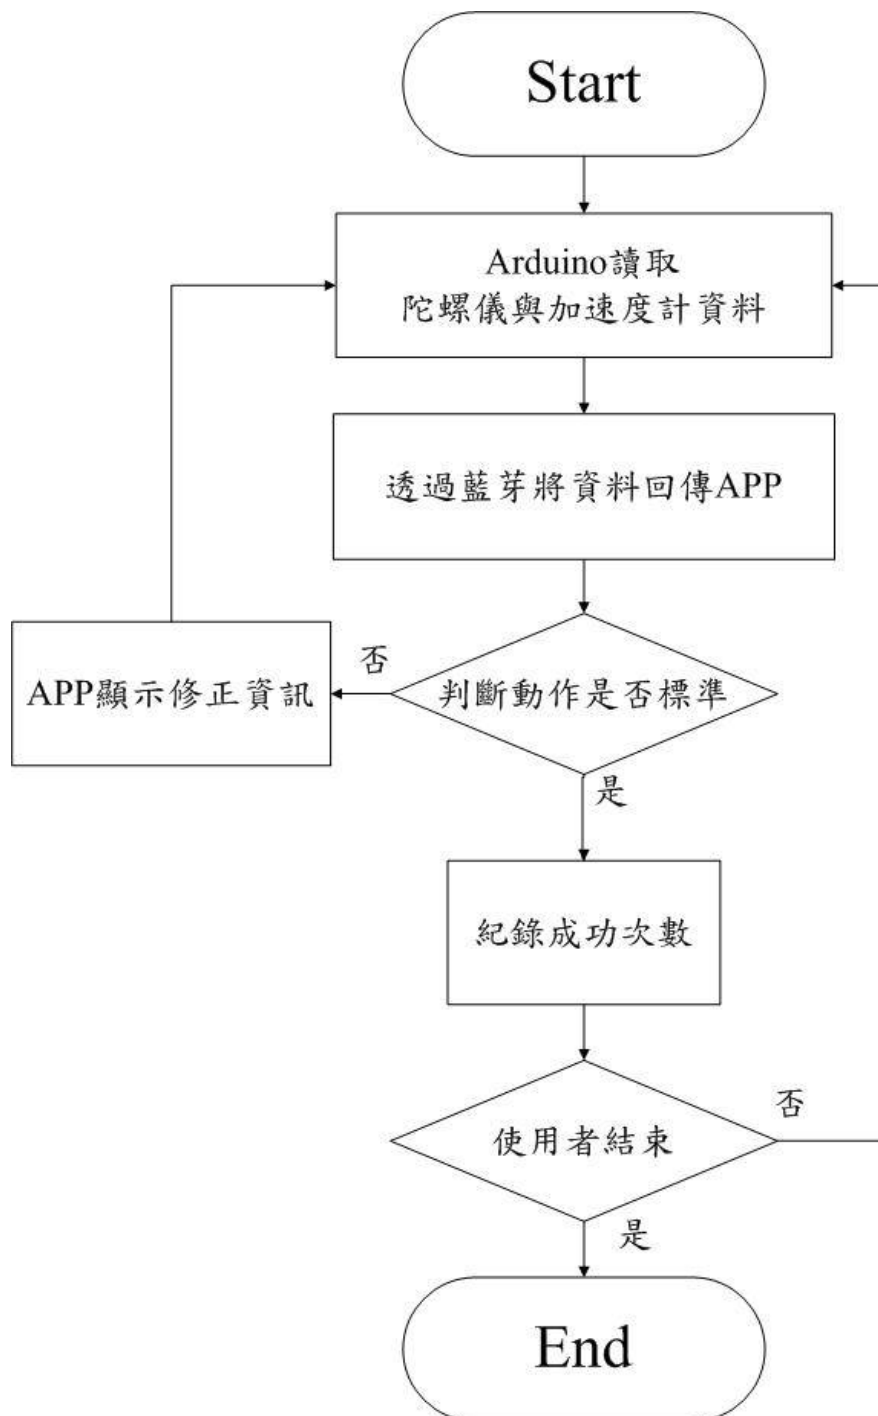 Start
Arduino讀取
陀螺儀與加速度計資料
透過藍芽將資料回傳APP
否
APP顯示修正資訊
判斷動作是否標準
是
紀錄成功次數
使用者結束
否
是
End